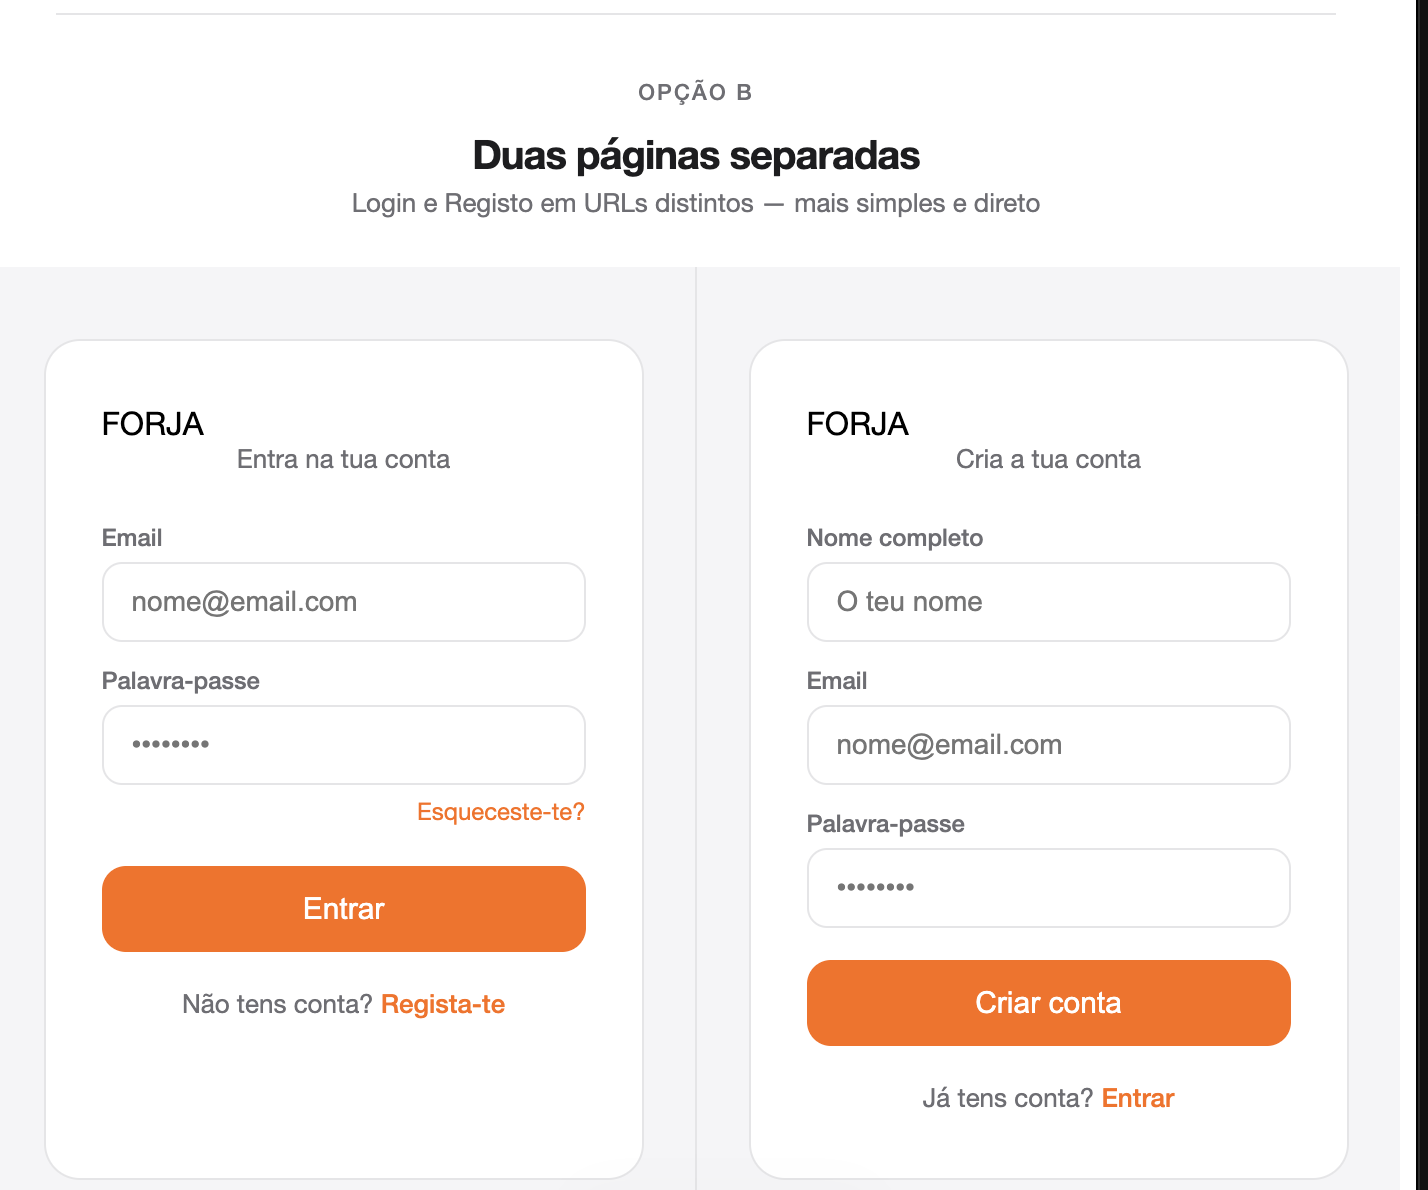 OPÇÃO B
Duas páginas separadas
Login e Registo em URLs distintos — mais simples e direto
FORJA
Entra na tua conta
Email
nome@email.com
Palavra-passe
••••••••
Esqueceste-te?
Entrar
Não tens conta? Regista-te
FORJA
Cria a tua conta
Nome completo
O teu nome
Email
nome@email.com
Palavra-passe
••••••••
Criar conta
Já tens conta? Entrar